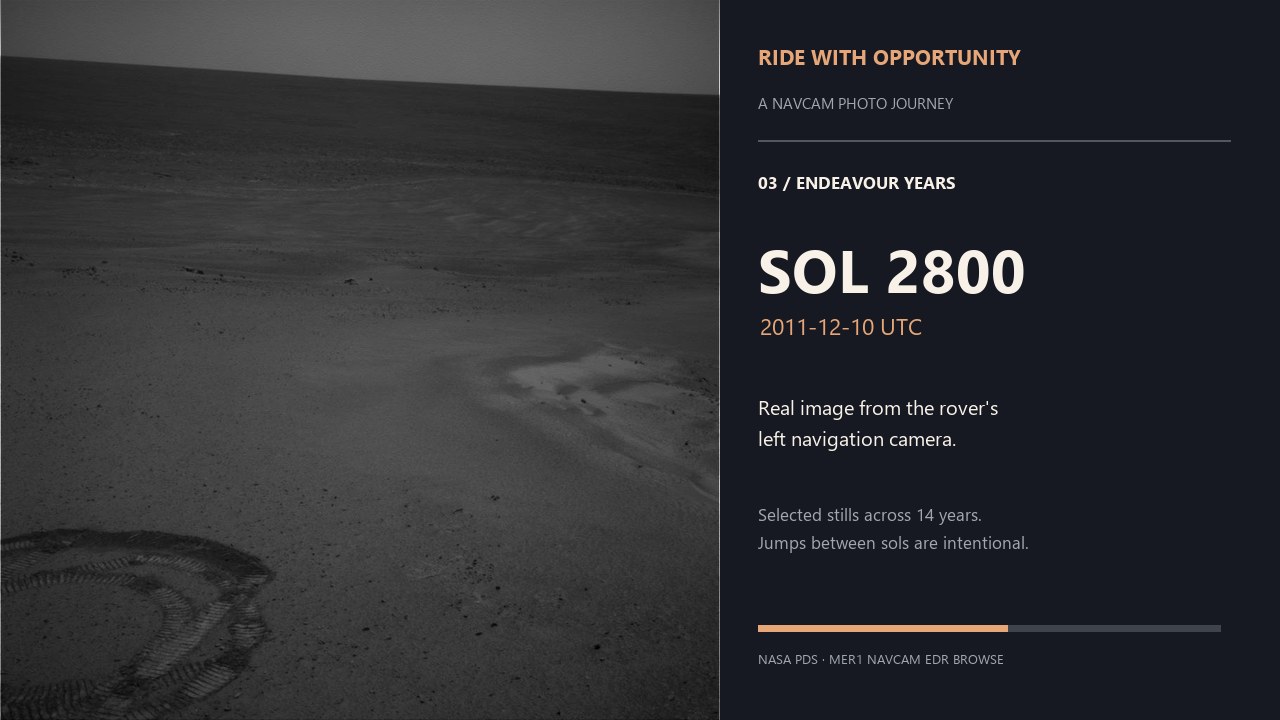 RIDE WITH OPPORTUNITY
A NAVCAM PHOTO JOURNEY
03 / ENDEAVOUR YEARS
SOL 2800
2011-12-10 UTC
Real image from the rover's
left navigation camera.
Selected stills across 14 years.
Jumps between sols are intentional.
NASA PDS · MER1 NAVCAM EDR BROWSE